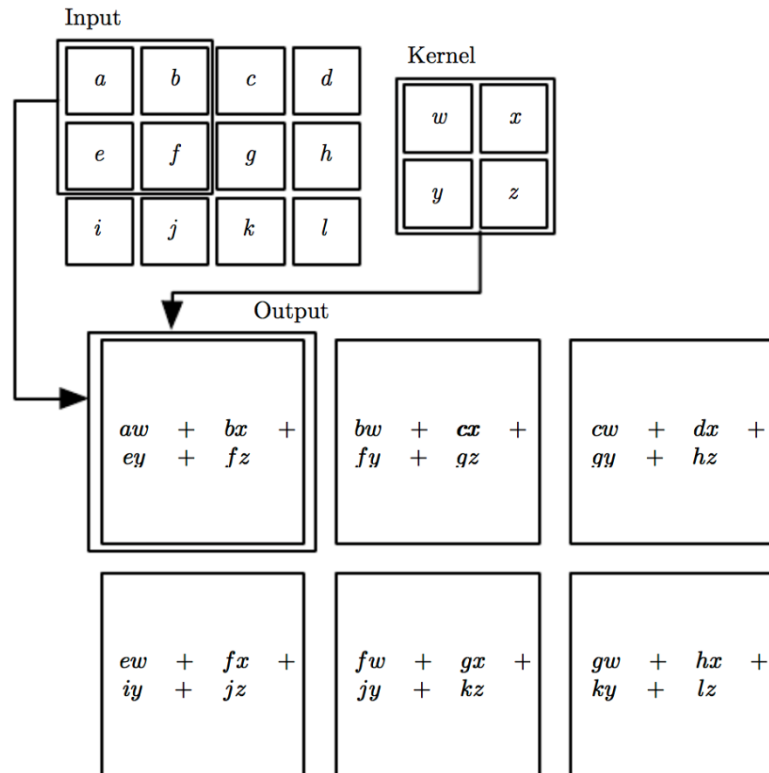 Input
Kernel
a b c d
w x
e f g h
y z
i j k l
Output
aw + bx +
ey + fz
bw + cx +
fy + gz
cw + dx +
gy + hz
ew + fx +
iy + jz
fw + gx +
jy + kz
gw + hx +
ky + lz